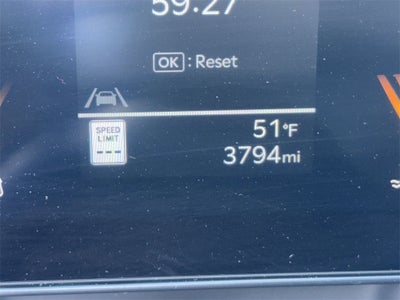 59:27
OK : Reset
SPEED
LIMIT
---
51°F
3794mi